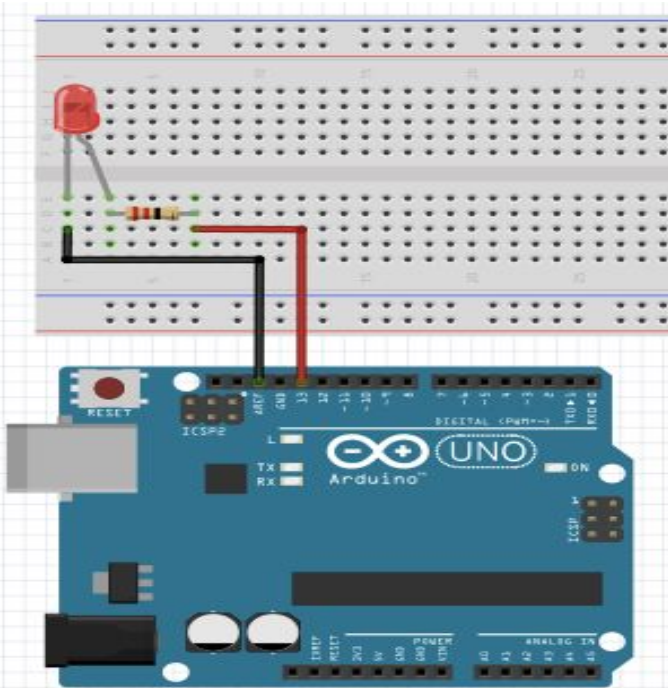 RESET
ICSP2
AREF
GND
13
12
~11
~10
~9
8
7
~6
~5
4
~3
2
TXD▶1
RXD◀0
DIGITAL (PWM=~)
L
TX
RX
Arduino™
UNO
ON
ICSP
POWER
ANALOG IN
IOREF
RESET
3V3
5V
GND
GND
VIN
A0
A1
A2
A3
A4
A5